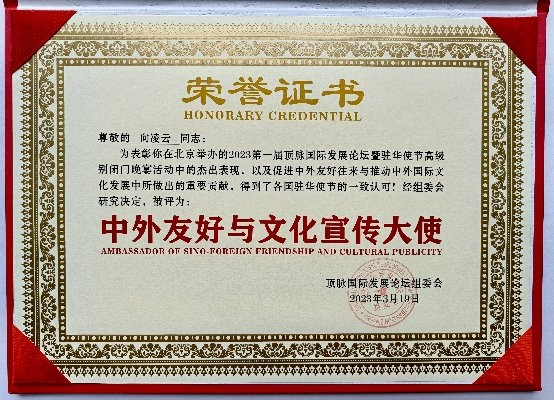 荣誉证书
HONORARY CREDENTIAL
尊敬的 向凌云 同志：
为表彰你在北京举办的2023第一届顶脉国际发展论坛暨驻华使节高级
别闭门晚宴活动中的杰出表现，以及促进中外友好往来与推动中外国际文
化发展中所做出的重要贡献，得到了各国驻华使节的一致认可！经组委会
研究决定，被评为：
中外友好与文化宣传大使
AMBASSADOR OF SINO-FOREIGN FRIENDSHIP AND CULTURAL PUBLICITY
顶脉国际发展论坛组委会
2023年3月19日